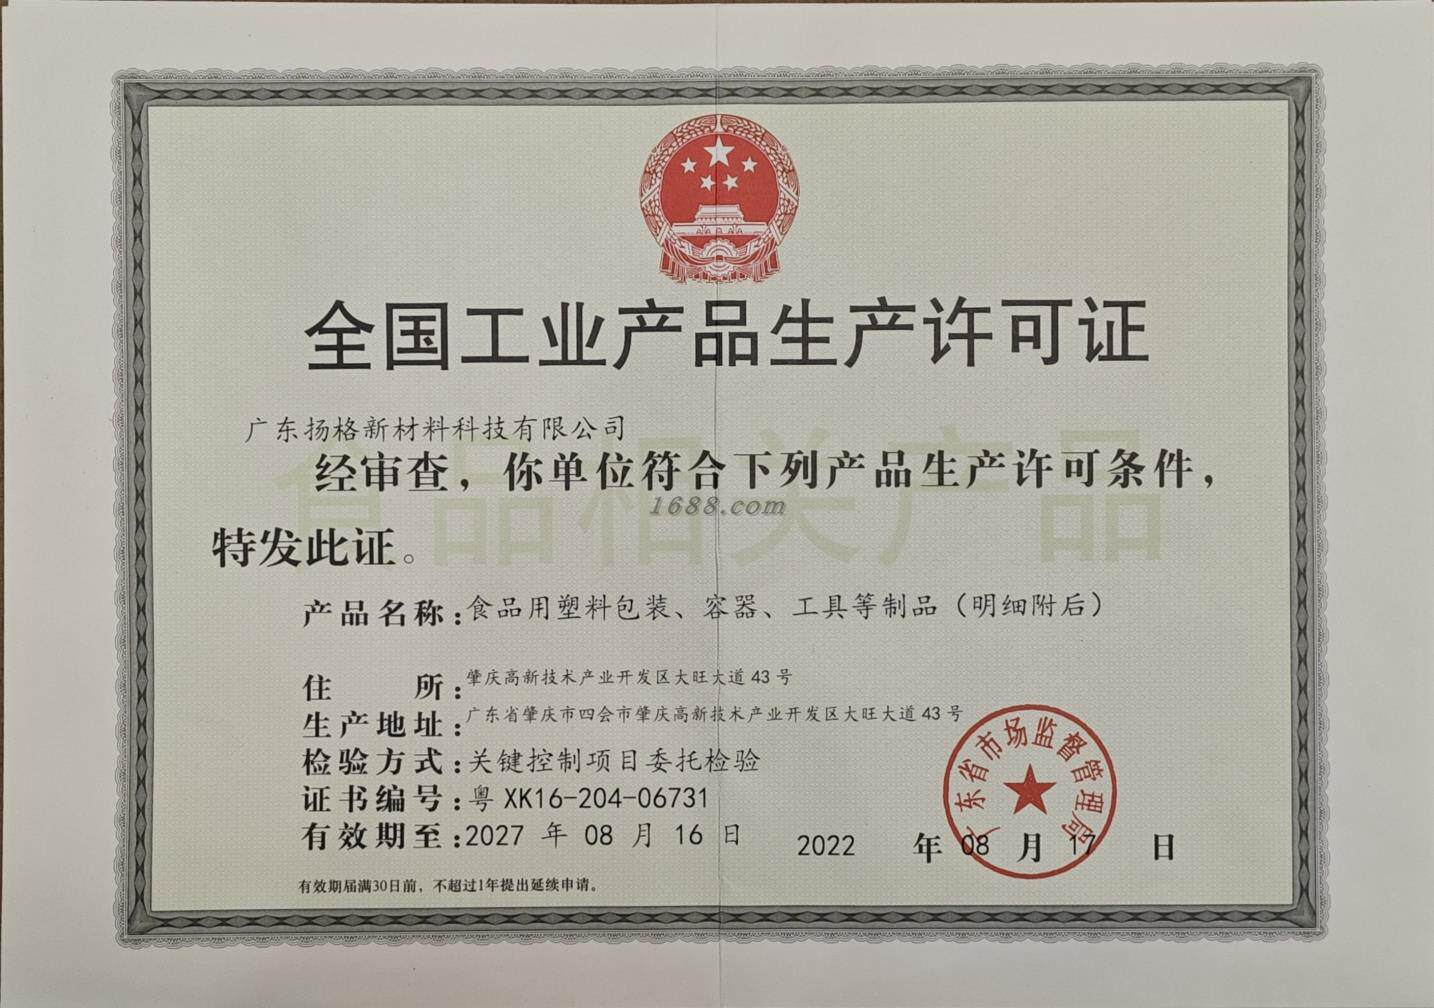 全国工业产品生产许可证
广东扬格新材料科技有限公司
食品相关产品
经审查，你单位符合下列产品生产许可条件，
1688.com
特发此证。
产品名称：食品用塑料包装、容器、工具等制品（明细附后）
住 所：肇庆高新技术产业开发区大旺大道 43 号
生产地址：广东省肇庆市四会市肇庆高新技术产业开发区大旺大道 43 号
检验方式：关键控制项目委托检验
证书编号：粤 XK16-204-06731
有效期至：2027 年 08 月 16 日
广东省市场监督管理局
2022 年 08 月 17 日
有效期届满30日前，不超过1年提出延续申请。